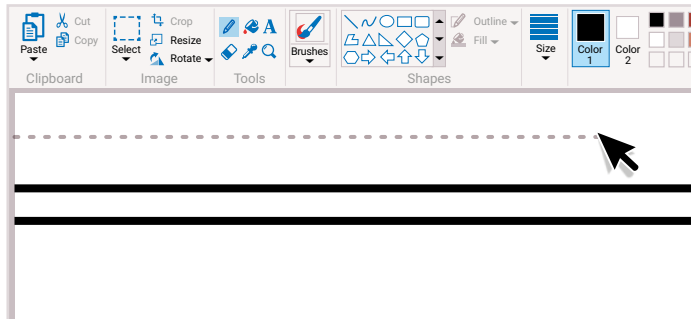 Paste
Cut
Copy
Clipboard
Select
Crop
Resize
Rotate
Image
A
Tools
Brushes
Outline
Fill
Shapes
Size
Color
1
Color
2